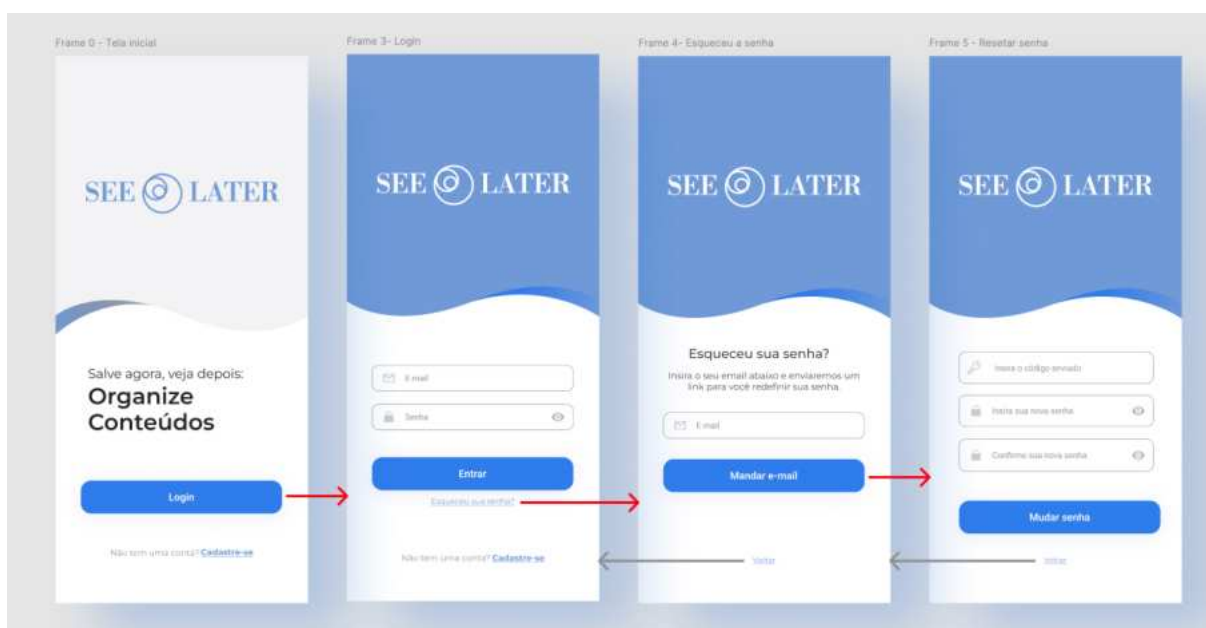 Frame 0 - Tela inicial
SEE LATER
Salve agora, veja depois:
Organize
Conteúdos
Login
Não tem uma conta? Cadastre-se
Frame 3- Login
SEE LATER
E-mail
Senha
Entrar
Esqueceu sua senha?
Não tem uma conta? Cadastre-se
Frame 4- Esqueceu a senha
SEE LATER
Esqueceu sua senha?
Insira o seu email abaixo e enviaremos um
link para você redefinir sua senha.
E-mail
Mandar e-mail
Voltar
Frame 5 - Resetar senha
SEE LATER
Insira o código enviado
Insira sua nova senha
Confirme sua nova senha
Mudar senha
Voltar